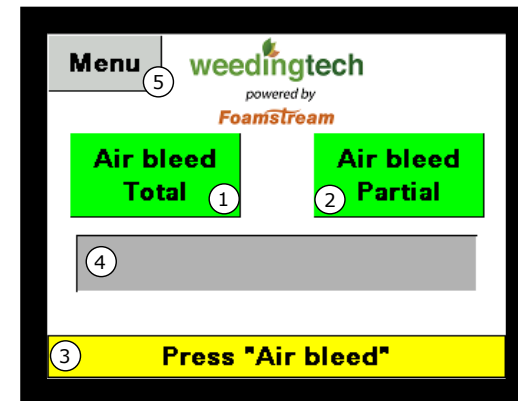 Menu
5
weedingtech
powered by
Foamstream
Air bleed
Total
1
Air bleed
Partial
2
4
3
Press "Air bleed"